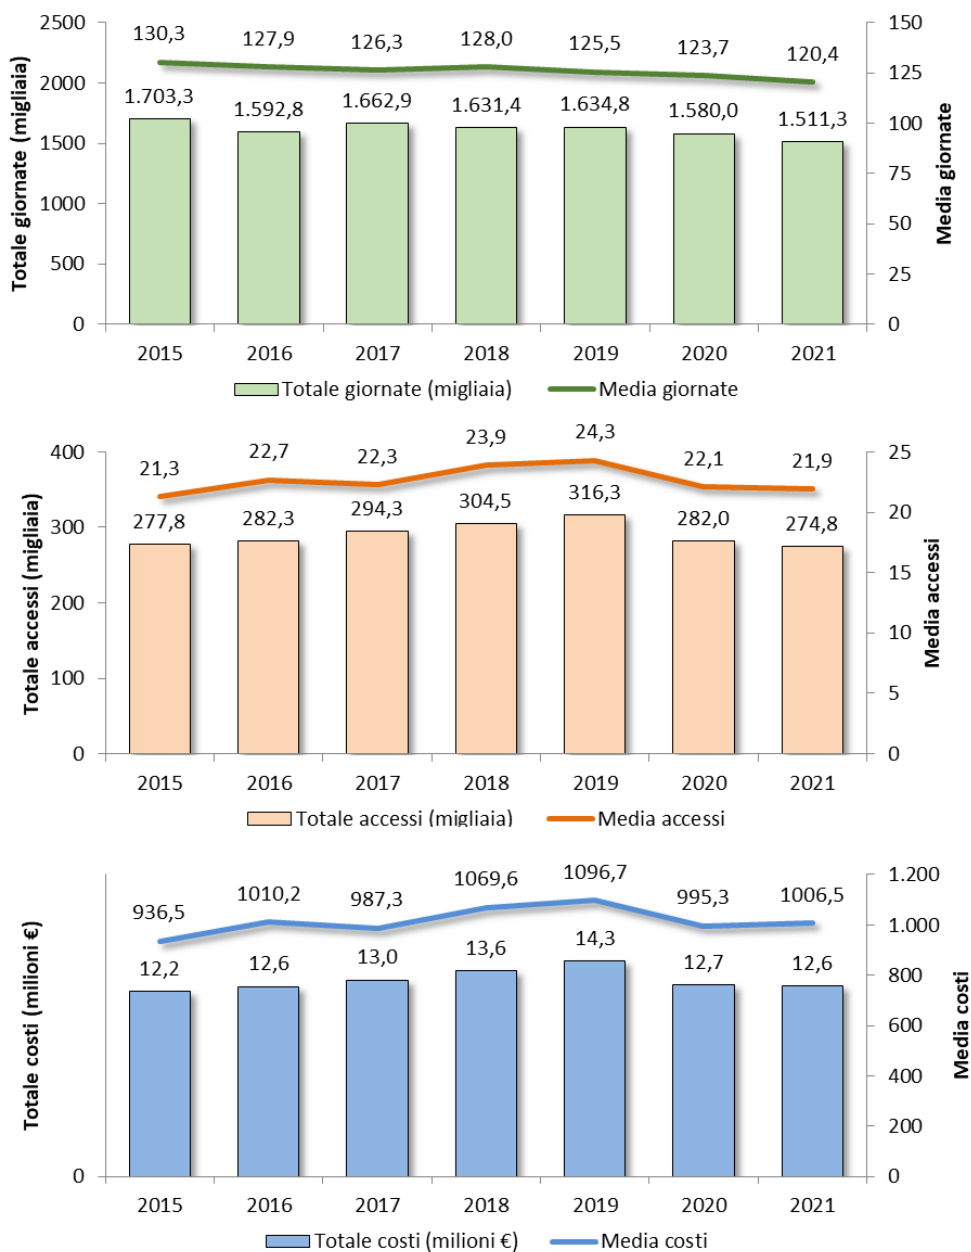 2500
2000
1500
1000
500
0
Totale giornate (migliaia)
130,3 127,9 126,3 128,0 125,5 123,7 120,4
1.703,3 1.592,8 1.662,9 1.631,4 1.634,8 1.580,0 1.511,3
150
125
100
75
50
25
0
Media giornate
2015 2016 2017 2018 2019 2020 2021
Totale giornate (migliaia) Media giornate
400
300
200
100
0
Totale accessi (migliaia)
21,3 22,7 22,3 23,9 24,3 22,1 21,9
277,8 282,3 294,3 304,5 316,3 282,0 274,8
25
20
15
10
5
0
Media accessi
2015 2016 2017 2018 2019 2020 2021
Totale accessi (migliaia) Media accessi
0
Totale costi (milioni €)
936,5 1010,2 987,3 1069,6 1096,7 995,3 1006,5
12,2 12,6 13,0 13,6 14,3 12,7 12,6
1.200
1.000
800
600
400
200
0
Media costi
2015 2016 2017 2018 2019 2020 2021
Totale costi (milioni €) Media costi